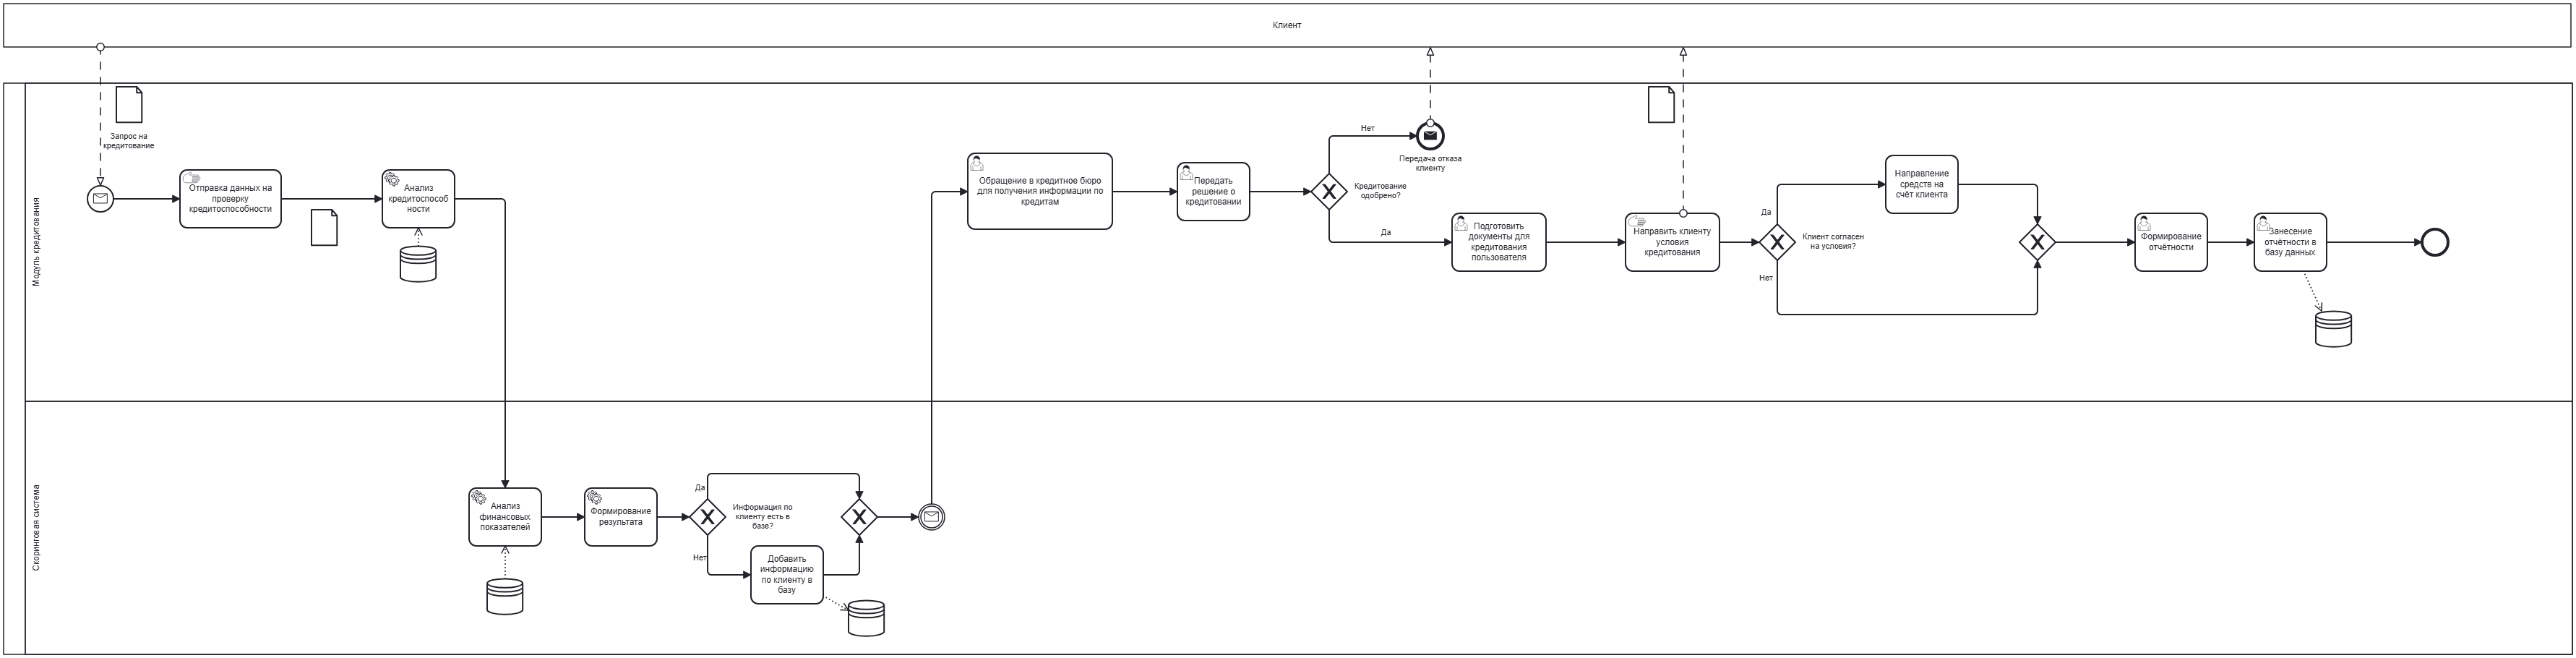 Клиент
Запрос на
кредитование
Модуль кредитования
Отправка данных на
проверку
кредитоспособности
Анализ
кредитоспособ
ности
Обращение в кредитное бюро
для получения информации по
кредитам
Передать
решение о
кредитовании
Нет
Кредитование
одобрено?
Да
Передача отказа
клиенту
Подготовить
документы для
кредитования
пользователя
Направить клиенту
условия
кредитования
Да
Клиент согласен
на условия?
Нет
Направление
средств на
счёт клиента
Формирование
отчётности
Занесение
отчётности в
базу данных
Скоринговая система
Анализ
финансовых
показателей
Формирование
результата
Да
Информация по
клиенту есть в
базе?
Нет
Добавить
информацию
по клиенту в
базу